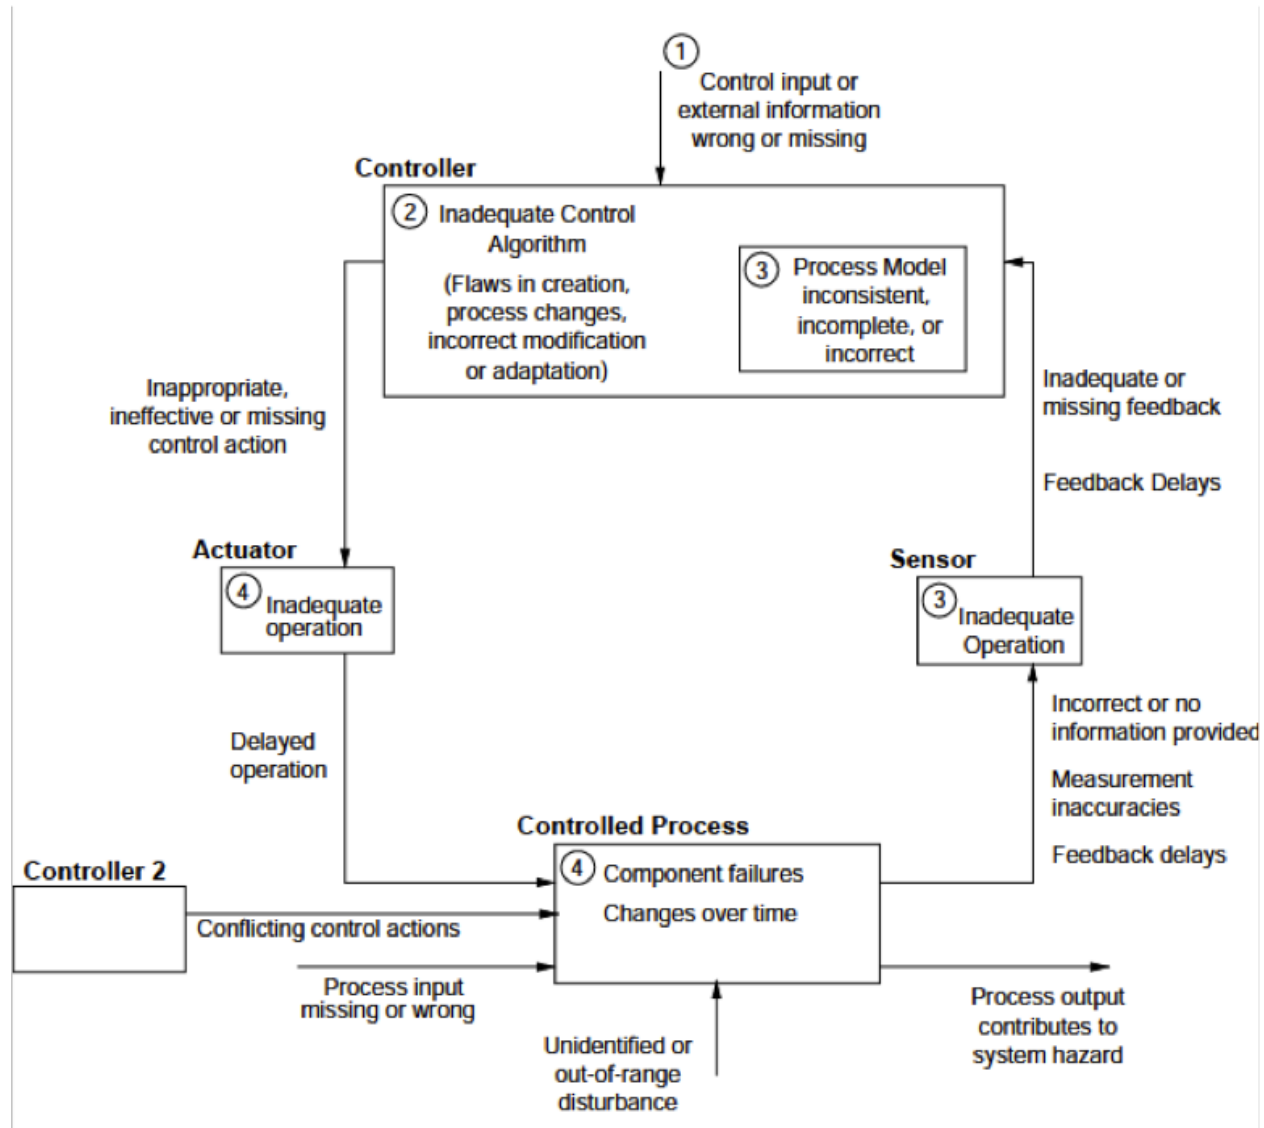 1
Control input or
external information
wrong or missing
Controller
2
Inadequate Control
Algorithm
(Flaws in creation,
process changes,
incorrect modification
or adaptation)
3
Process Model
inconsistent,
incomplete, or
incorrect
Inappropriate,
ineffective or missing
control action
Inadequate or
missing feedback
Feedback Delays
Actuator
4
Inadequate
operation
Sensor
3
Inadequate
Operation
Delayed
operation
Incorrect or no
information provided
Measurement
inaccuracies
Feedback delays
Controlled Process
4
Component failures
Changes over time
Controller 2
Conflicting control actions
Process input
missing or wrong
Unidentified or
out-of-range
disturbance
Process output
contributes to
system hazard